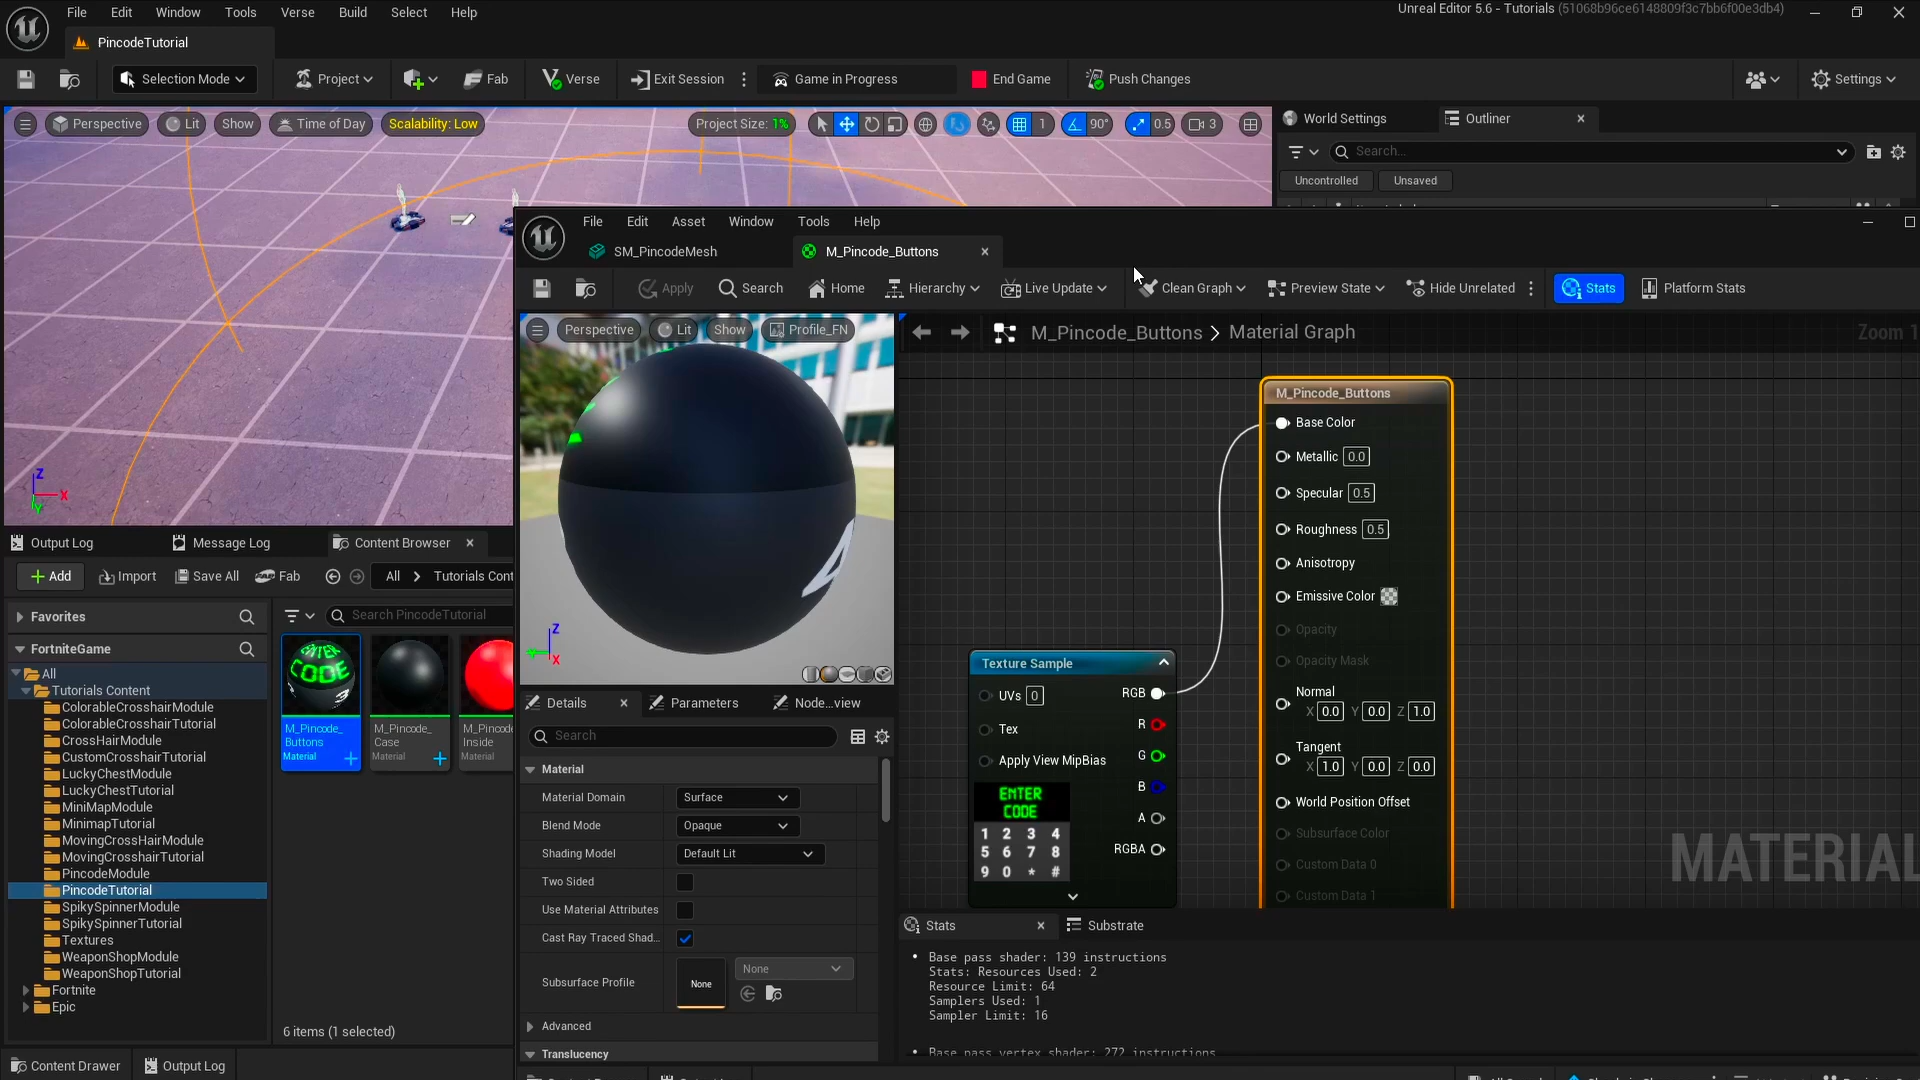 File Edit Window Tools Verse Build Select Help
Unreal Editor 5.6 - Tutorials (51068b96ce6148809f3c7bb6f00e3db4)
PincodeTutorial
Selection Mode Project Fab Verse Exit Session Game in Progress End Game Push Changes Settings
Perspective Lit Show Time of Day Scalability: Low Project Size: 1% 1 90° 0.5 3
World Settings Outliner
Search...
Uncontrolled Unsaved
File Edit Asset Window Tools Help
SM_PincodeMesh M_Pincode_Buttons
Apply Search Home Hierarchy Live Update Clean Graph Preview State Hide Unrelated Stats Platform Stats
Perspective Lit Show Profile_FN
M_Pincode_Buttons > Material Graph
Zoom 1
M_Pincode_Buttons
Base Color
Metallic 0.0
Specular 0.5
Roughness 0.5
Anisotropy
Emissive Color
Opacity
Opacity Mask
Normal
X 0.0 Y 0.0 Z 1.0
Tangent
X 1.0 Y 0.0 Z 0.0
World Position Offset
Subsurface Color
Custom Data 0
Custom Data 1
Texture Sample
UVs 0 RGB
R
Tex
G
Apply View MipBias
B
A
RGBA
ENTER
CODE
1 2 3 4
5 6 7 8
9 0 * #
MATERIAL
Z
X
Y
Z
X
Output Log Message Log Content Browser
Add Import Save All Fab All > Tutorials Cont
Favorites
Search PincodeTutorial
FortniteGame
All
Tutorials Content
ColorableCrosshairModule
ColorableCrosshairTutorial
CrossHairModule
CustomCrosshairTutorial
LuckyChestModule
LuckyChestTutorial
MiniMapModule
MinimapTutorial
MovingCrossHairModule
MovingCrosshairTutorial
PincodeModule
PincodeTutorial
SpikySpinnerModule
SpikySpinnerTutorial
Textures
WeaponShopModule
WeaponShopTutorial
Fortnite
Epic
ENTER
CODE
M_Pincode_
Buttons
Material
M_Pincode_
Case
Material
M_Pincode
Inside
Material
6 items (1 selected)
Content Drawer Output Log
Details Parameters Node...view
Search
Material
Material Domain Surface
Blend Mode Opaque
Shading Model Default Lit
Two Sided
Use Material Attributes
Cast Ray Traced Shad...
Subsurface Profile None None
Advanced
Translucency
Stats Substrate
• Base pass shader: 139 instructions
Stats: Resources Used: 2
Resource Limit: 64
Samplers Used: 1
Sampler Limit: 16
• Base pass vertex shader: 272 instructions